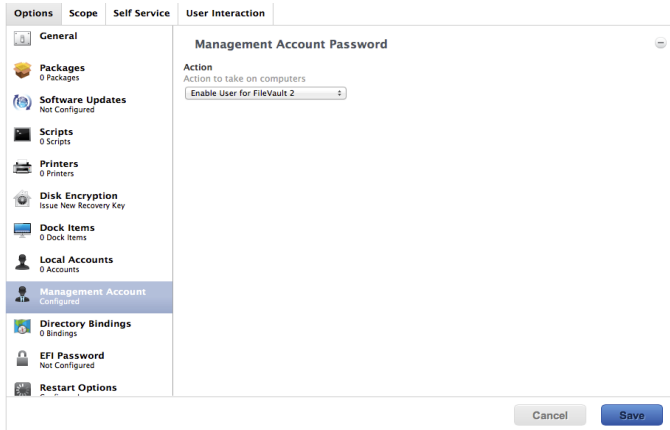 Options
Scope
Self Service
User Interaction
General
Packages
0 Packages
Software Updates
Not Configured
Scripts
0 Scripts
Printers
0 Printers
Disk Encryption
Issue New Recovery Key
Dock Items
0 Dock Items
Local Accounts
0 Accounts
Management Account
Configured
Directory Bindings
0 Bindings
EFI Password
Not Configured
Restart Options
Management Account Password
Action
Action to take on computers
Enable User for FileVault 2
Cancel
Save